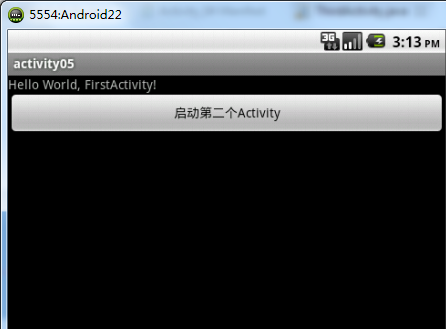 5554:Android22
3G 3:13 PM
activity05
Hello World, FirstActivity!
启动第二个Activity